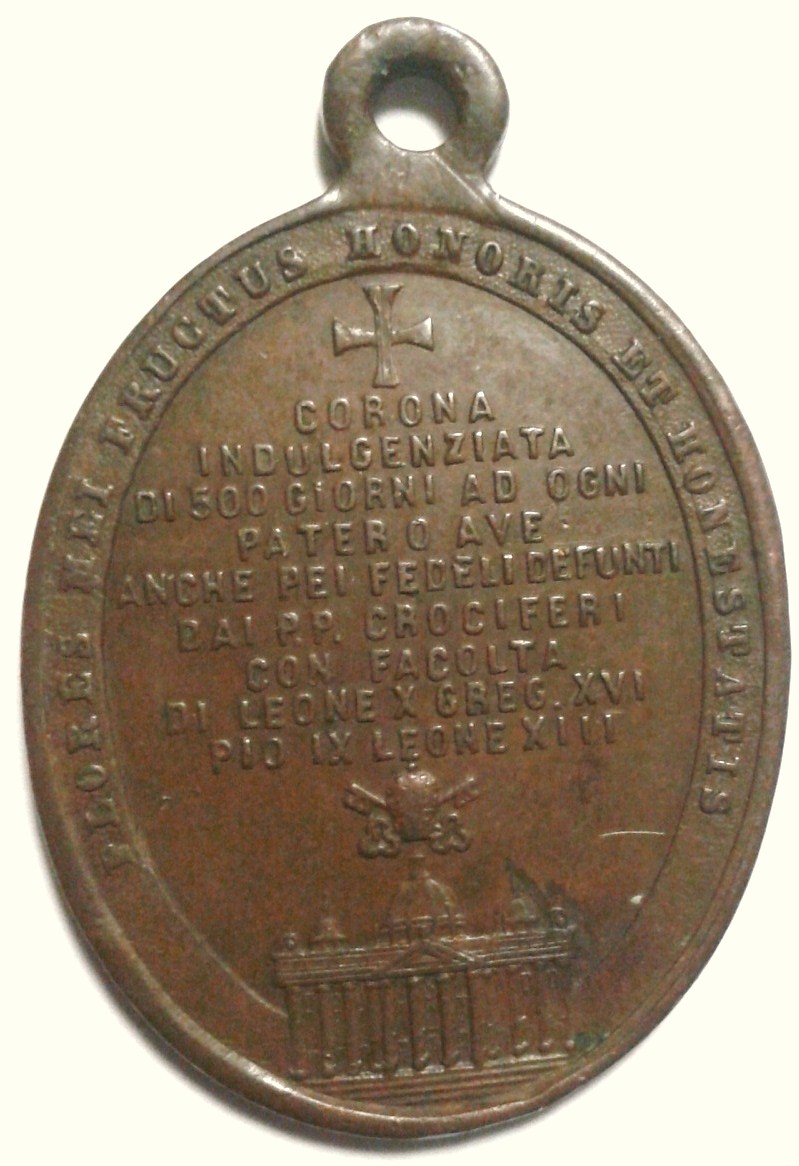 FLORES MEI FRUCTUS HONORIS ET HONESTATIS
CORONA
INDULGENZIATA
DI 500 GIORNI AD OGNI
PATER O AVE
ANCHE PEI FEDELI DEFUNTI
DAI P.P. CROCIFERI
CON FACOLTA
DI LEONE X GREG. XVI
PIO IX LEONE XIII